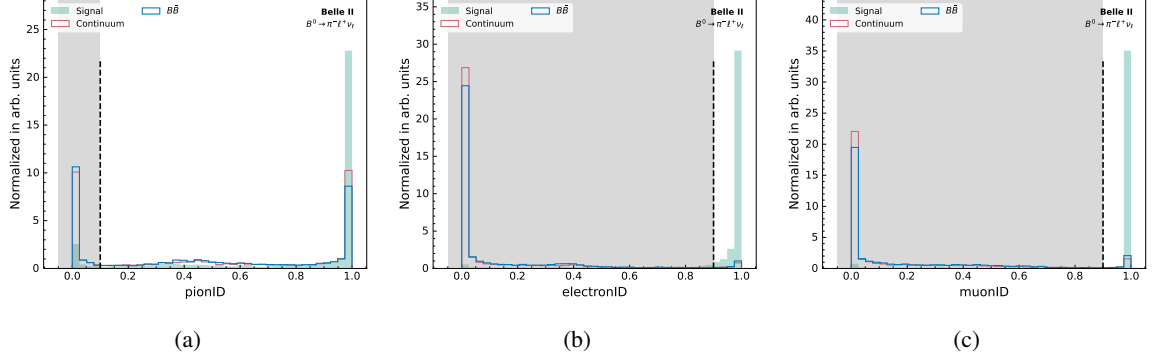 Signal
Continuum
BB̄
Belle II
B⁰ → π⁻ℓ⁺νℓ
Normalized in arb. units
25
20
15
10
5
0
0.0 0.2 0.4 0.6 0.8 1.0
pionID
(a)
Signal
Continuum
BB̄
Belle II
B⁰ → π⁻ℓ⁺νℓ
Normalized in arb. units
35
30
25
20
15
10
5
0
0.0 0.2 0.4 0.6 0.8 1.0
electronID
(b)
Signal
Continuum
BB̄
Belle II
B⁰ → π⁻ℓ⁺νℓ
Normalized in arb. units
40
35
30
25
20
15
10
5
0
0.0 0.2 0.4 0.6 0.8 1.0
muonID
(c)